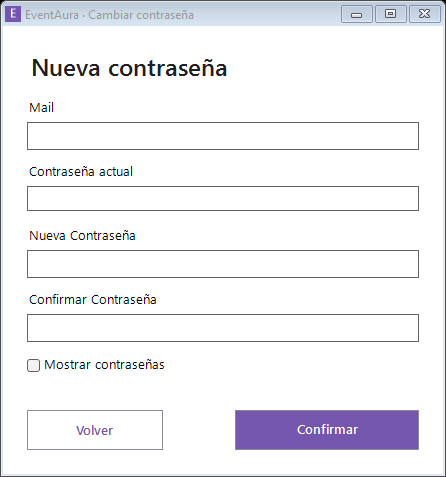 E EventAura · Cambiar contraseña
Nueva contraseña
Mail
Contraseña actual
Nueva Contraseña
Confirmar Contraseña
Mostrar contraseñas
Volver
Confirmar